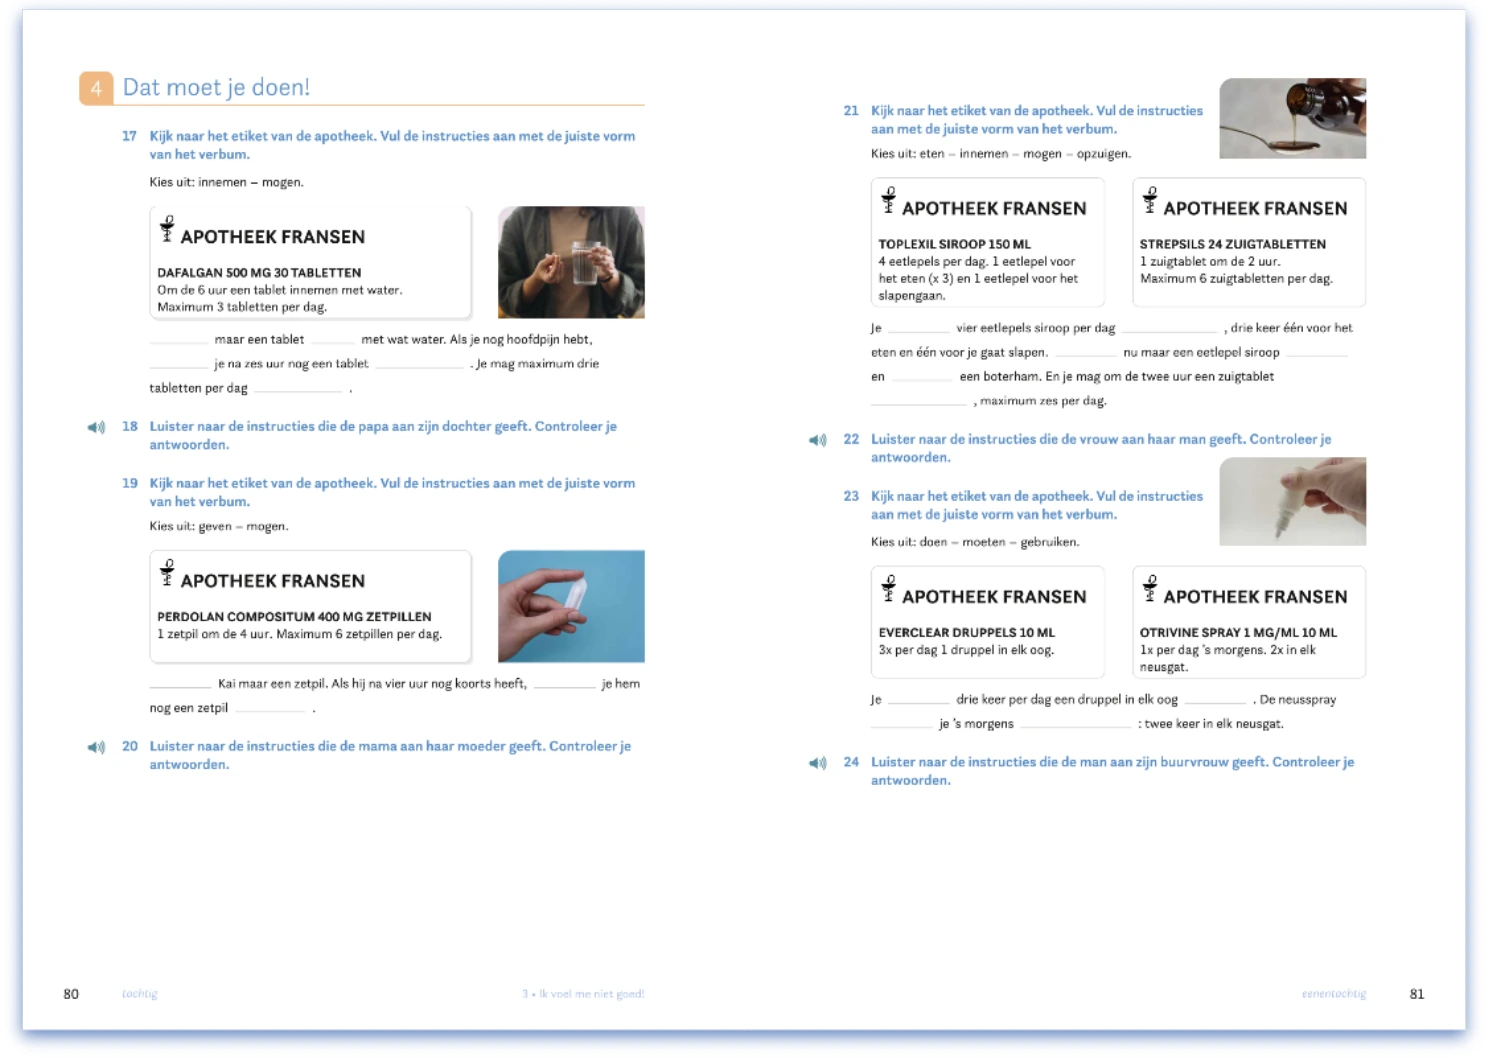 4 Dat moet je doen!
17 Kijk naar het etiket van de apotheek. Vul de instructies aan met de juiste vorm
van het verbum.
Kies uit: innemen – mogen.
APOTHEEK FRANSEN
DAFALGAN 500 MG 30 TABLETTEN
Om de 6 uur een tablet innemen met water.
Maximum 3 tabletten per dag.
________ maar een tablet ______ met wat water. Als je nog hoofdpijn hebt,
________ je na zes uur nog een tablet ____________ . Je mag maximum drie
tabletten per dag ____________ .
18 Luister naar de instructies die de papa aan zijn dochter geeft. Controleer je
antwoorden.
19 Kijk naar het etiket van de apotheek. Vul de instructies aan met de juiste vorm
van het verbum.
Kies uit: geven – mogen.
APOTHEEK FRANSEN
PERDOLAN COMPOSITUM 400 MG ZETPILLEN
1 zetpil om de 4 uur. Maximum 6 zetpillen per dag.
________ Kai maar een zetpil. Als hij na vier uur nog koorts heeft, ________ je hem
nog een zetpil __________ .
20 Luister naar de instructies die de mama aan haar moeder geeft. Controleer je
antwoorden.
80 tachtig 3 • Ik voel me niet goed!
21 Kijk naar het etiket van de apotheek. Vul de instructies
aan met de juiste vorm van het verbum.
Kies uit: eten – innemen – mogen – opzuigen.
APOTHEEK FRANSEN
TOPLEXIL SIROOP 150 ML
4 eetlepels per dag. 1 eetlepel voor
het eten (x 3) en 1 eetlepel voor het
slapengaan.
APOTHEEK FRANSEN
STREPSILS 24 ZUIGTABLETTEN
1 zuigtablet om de 2 uur.
Maximum 6 zuigtabletten per dag.
Je ________ vier eetlepels siroop per dag ____________ , drie keer één voor het
eten en één voor je gaat slapen. ________ nu maar een eetlepel siroop ________
en ________ een boterham. En je mag om de twee uur een zuigtablet
____________ , maximum zes per dag.
22 Luister naar de instructies die de vrouw aan haar man geeft. Controleer je
antwoorden.
23 Kijk naar het etiket van de apotheek. Vul de instructies
aan met de juiste vorm van het verbum.
Kies uit: doen – moeten – gebruiken.
APOTHEEK FRANSEN
EVERCLEAR DRUPPELS 10 ML
3x per dag 1 druppel in elk oog.
APOTHEEK FRANSEN
OTRIVINE SPRAY 1 MG/ML 10 ML
1x per dag 's morgens. 2x in elk
neusgat.
Je ________ drie keer per dag een druppel in elk oog ________ . De neusspray
________ je 's morgens ______________ : twee keer in elk neusgat.
24 Luister naar de instructies die de man aan zijn buurvrouw geeft. Controleer je
antwoorden.
eenentachtig 81